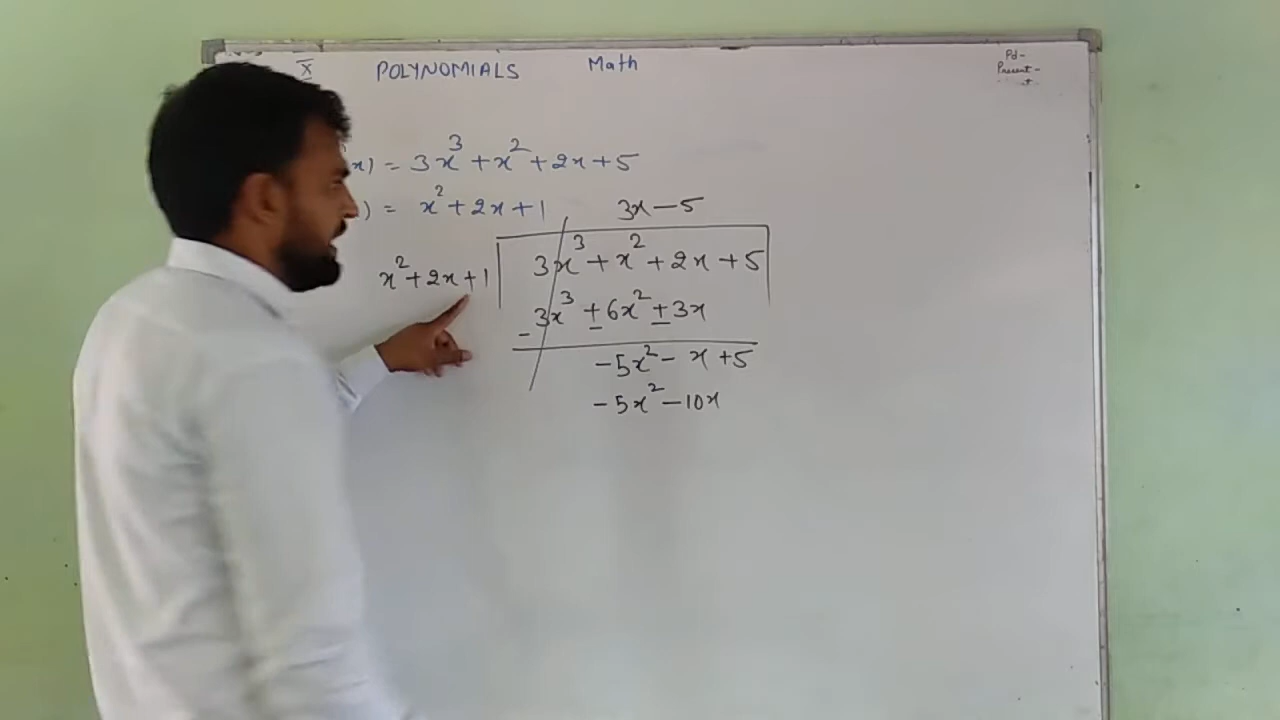 X POLYNOMIALS Math
Pd-
Present-
x) = 3x³ + x² + 2x + 5
) = x² + 2x + 1
3x - 5
x² + 2x + 1 3x³ + x² + 2x + 5
- 3x³ + 6x² + 3x
- 5x² - x + 5
- 5x² - 10x